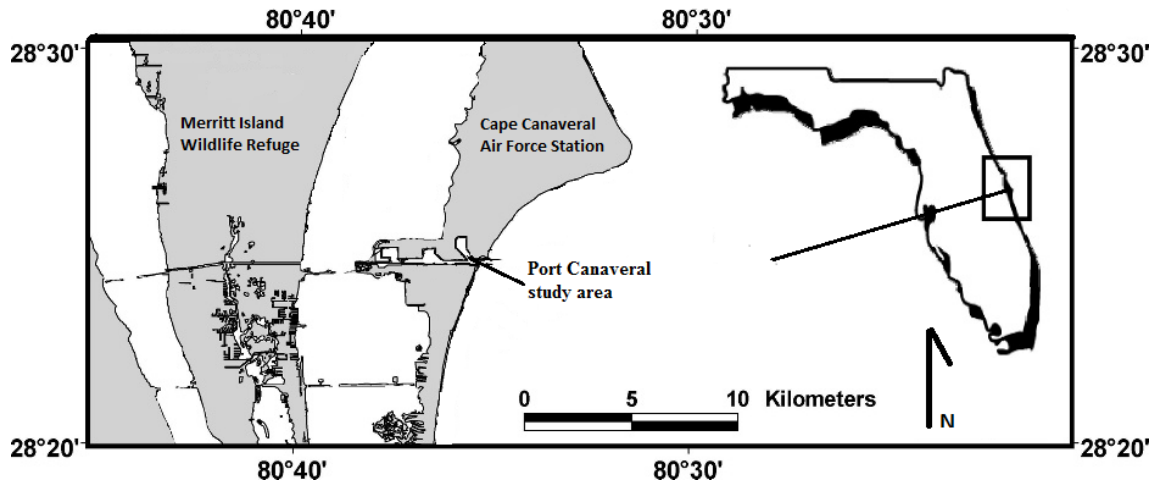 80°40'
80°30'
28°30'
28°30'
Merritt Island
Wildlife Refuge
Cape Canaveral
Air Force Station
Port Canaveral
study area
0
5
10
Kilometers
N
28°20'
28°20'
80°40'
80°30'